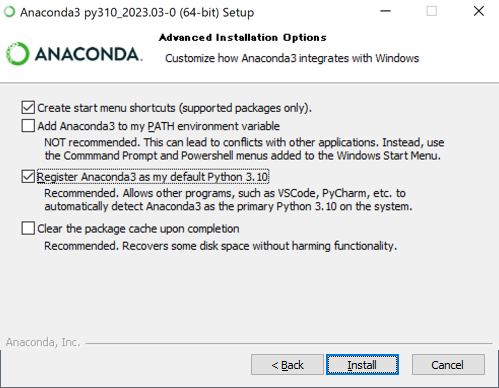 Anaconda3 py310_2023.03-0 (64-bit) Setup
ANACONDA.
Advanced Installation Options
Customize how Anaconda3 integrates with Windows
Create start menu shortcuts (supported packages only).
Add Anaconda3 to my PATH environment variable
NOT recommended. This can lead to conflicts with other applications. Instead, use
the Commmand Prompt and Powershell menus added to the Windows Start Menu.
Register Anaconda3 as my default Python 3.10
Recommended. Allows other programs, such as VSCode, PyCharm, etc. to
automatically detect Anaconda3 as the primary Python 3.10 on the system.
Clear the package cache upon completion
Recommended. Recovers some disk space without harming functionality.
Anaconda, Inc.
< Back
Install
Cancel